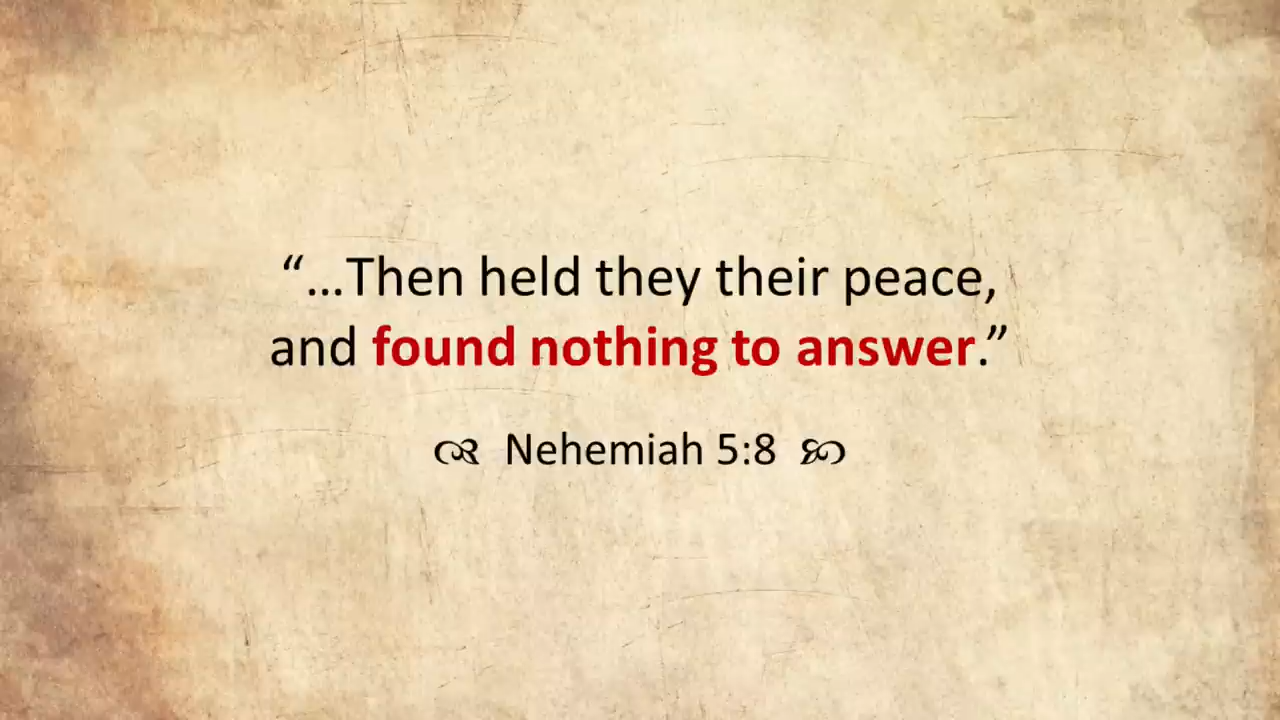 “…Then held they their peace,
and found nothing to answer.”
Nehemiah 5:8